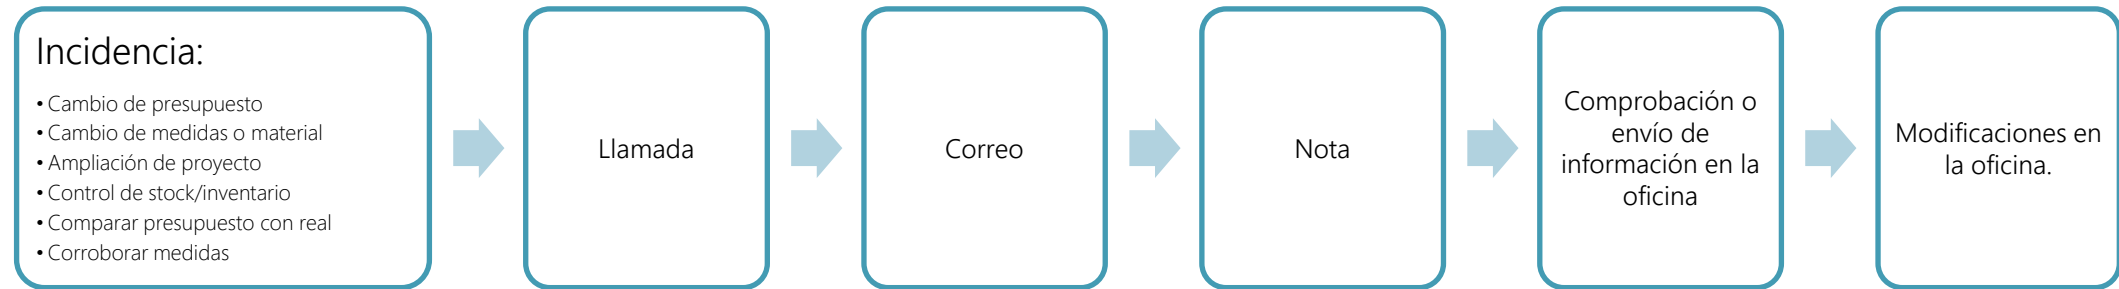 Incidencia:
• Cambio de presupuesto
• Cambio de medidas o material
• Ampliación de proyecto
• Control de stock/inventario
• Comparar presupuesto con real
• Corroborar medidas
Llamada
Correo
Nota
Comprobación o
envío de
información en la
oficina
Modificaciones en
la oficina.